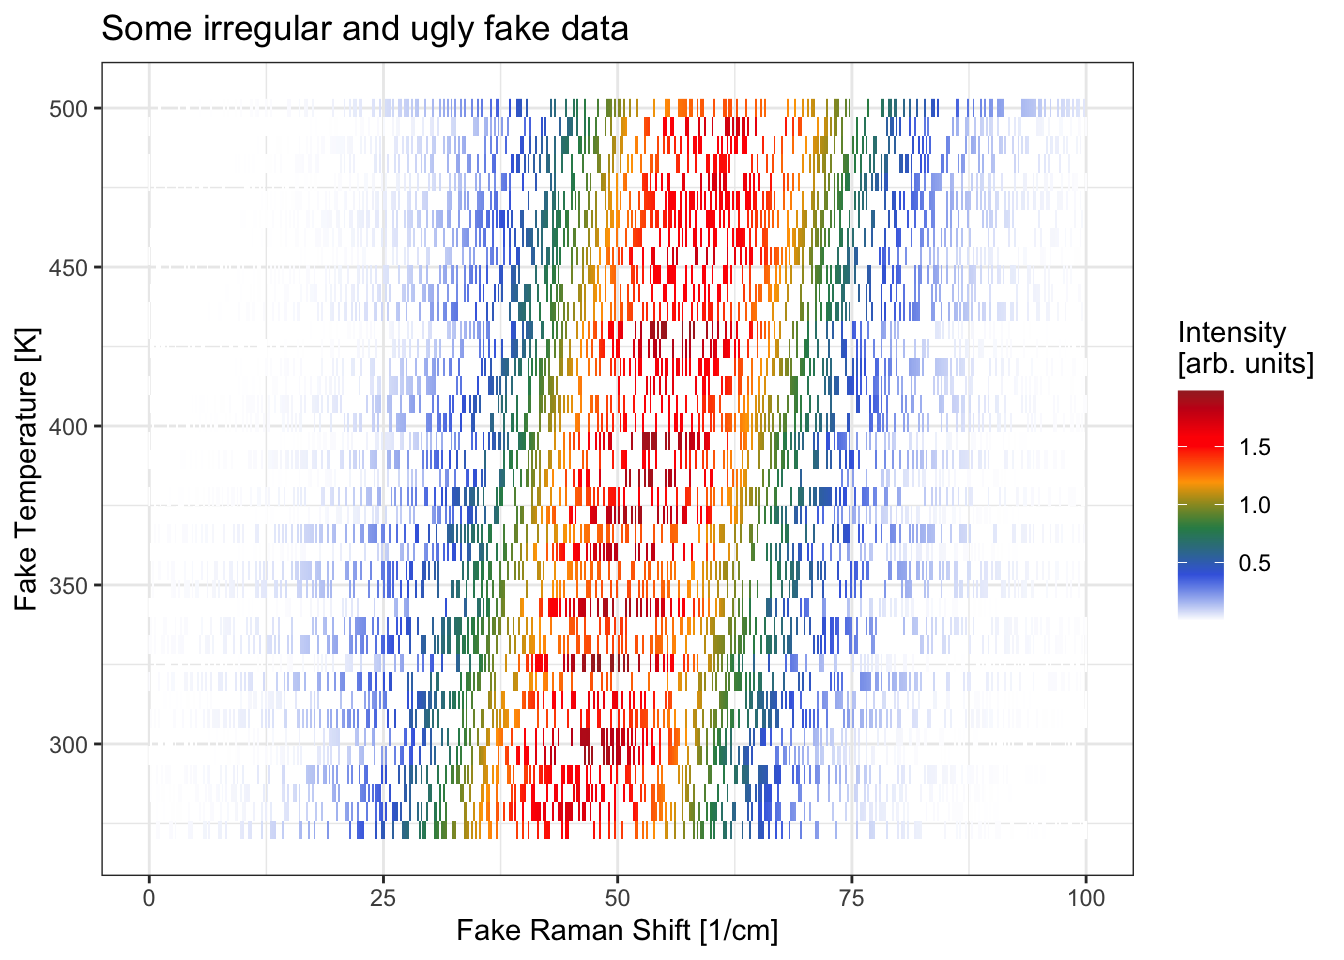 Some irregular and ugly fake data
500
450
400
350
300
Fake Temperature [K]
0
25
50
75
100
Fake Raman Shift [1/cm]
Intensity
[arb. units]
1.5
1.0
0.5